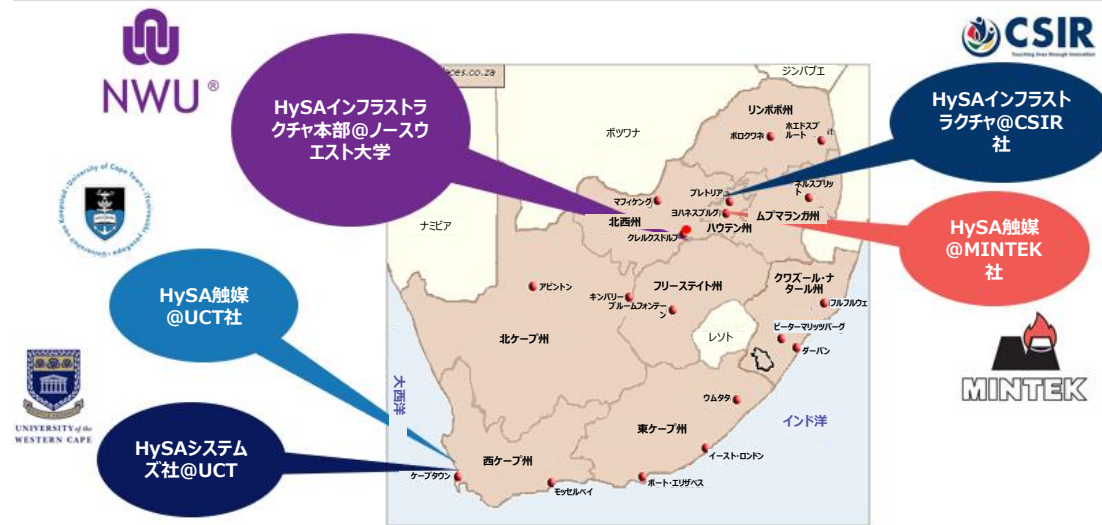 NWU®
CSIR
Touching lives through innovation
aces.co.za
ジンバブエ
HySAインフラストラ
クチャ本部@ノースウ
エスト大学
HySAインフラスト
ラクチャ@CSIR
社
リンポポ州
ボツワナ
ポロクワネ
ホエドスプ
ルート
it
University of Cape Town
プレトリア
ネルスプリッ
ト
マフィケング
ヨハネスブルグ
ムプマランガ州
北西州
ハウテン州
ナミビア
クレルクスドルプ
HySA触媒
@MINTEK
社
HySA触媒
@UCT社
アピントン
キンバリー
フリーステイト州
クワズール・ナ
タール州
ブルームフォンテー
ン
フルフルウェ
北ケープ州
レソト
ピーターマリッツバーグ
ダーバン
MINTEK
大西洋
ウムタタ
インド洋
UNIVERSITY of the
WESTERN CAPE
東ケープ州
HySAシステム
ズ社@UCT
西ケープ州
イースト・ロンドン
ケープタウン
モッセルベイ
ポート・エリザベス